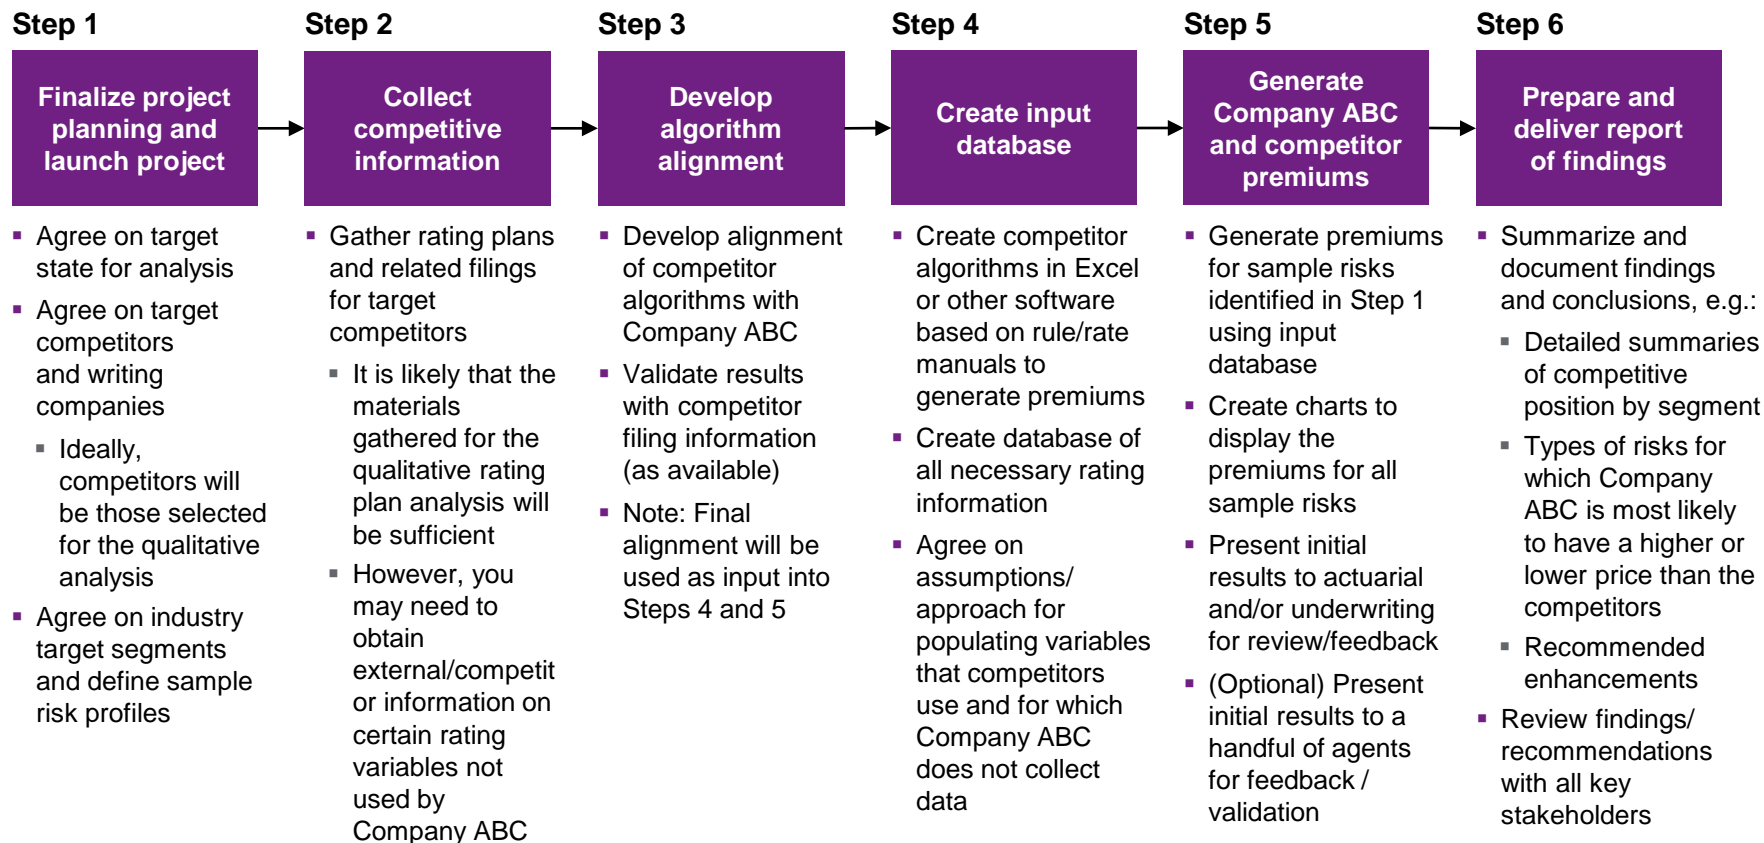 Step 1
Finalize project
planning and
launch project
Agree on target
state for analysis
Agree on target
competitors
and writing
companies
Ideally,
competitors will
be those selected
for the qualitative
analysis
Agree on industry
target segments
and define sample
risk profiles
Step 2
Collect
competitive
information
Gather rating plans
and related filings
for target
competitors
It is likely that the
materials
gathered for the
qualitative rating
plan analysis will
be sufficient
However, you
may need to
obtain
external/competit
or information on
certain rating
variables not
used by
Company ABC
Step 3
Develop
algorithm
alignment
Develop alignment
of competitor
algorithms with
Company ABC
Validate results
with competitor
filing information
(as available)
Note: Final
alignment will be
used as input into
Steps 4 and 5
Step 4
Create input
database
Create competitor
algorithms in Excel
or other software
based on rule/rate
manuals to
generate premiums
Create database of
all necessary rating
information
Agree on
assumptions/
approach for
populating variables
that competitors
use and for which
Company ABC
does not collect
data
Step 5
Generate
Company ABC
and competitor
premiums
Generate premiums
for sample risks
identified in Step 1
using input
database
Create charts to
display the
premiums for all
sample risks
Present initial
results to actuarial
and/or underwriting
for review/feedback
(Optional) Present
initial results to a
handful of agents
for feedback /
validation
Step 6
Prepare and
deliver report
of findings
Summarize and
document findings
and conclusions, e.g.:
Detailed summaries
of competitive
position by segment
Types of risks for
which Company
ABC is most likely
to have a higher or
lower price than the
competitors
Recommended
enhancements
Review findings/
recommendations
with all key
stakeholders